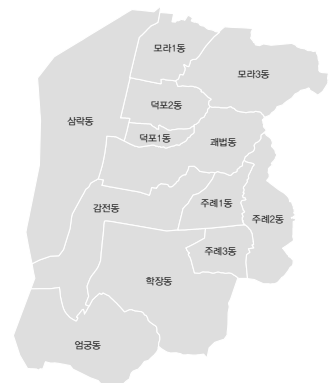 모라1동
모라3동
덕포2동
삼락동
덕포1동
괘법동
감전동
주례1동
주례2동
주례3동
학장동
엄궁동